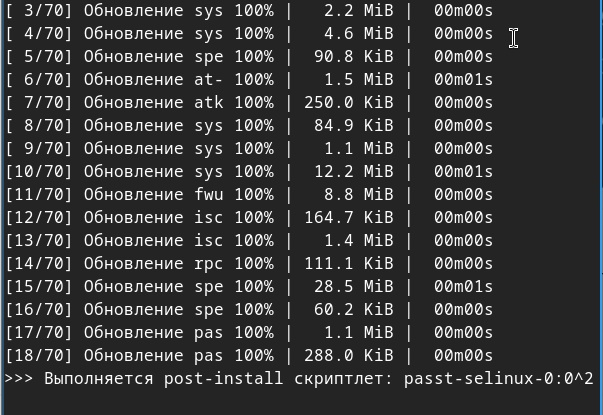 [ 3/70] Обновление sys 100% |   2.2 MiB |  00m00s
[ 4/70] Обновление sys 100% |   4.6 MiB |  00m00s
[ 5/70] Обновление spe 100% |  90.8 KiB |  00m00s
[ 6/70] Обновление at- 100% |   1.5 MiB |  00m01s
[ 7/70] Обновление atk 100% | 250.0 KiB |  00m00s
[ 8/70] Обновление sys 100% |  84.9 KiB |  00m00s
[ 9/70] Обновление sys 100% |   1.1 MiB |  00m00s
[10/70] Обновление sys 100% |  12.2 MiB |  00m01s
[11/70] Обновление fwu 100% |   8.8 MiB |  00m00s
[12/70] Обновление isc 100% | 164.7 KiB |  00m00s
[13/70] Обновление isc 100% |   1.4 MiB |  00m00s
[14/70] Обновление rpc 100% | 111.1 KiB |  00m00s
[15/70] Обновление spe 100% |  28.5 MiB |  00m01s
[16/70] Обновление spe 100% |  60.2 KiB |  00m00s
[17/70] Обновление pas 100% |   1.1 MiB |  00m00s
[18/70] Обновление pas 100% | 288.0 KiB |  00m00s
>>> Выполняется post-install скриптлет: passt-selinux-0:0^2